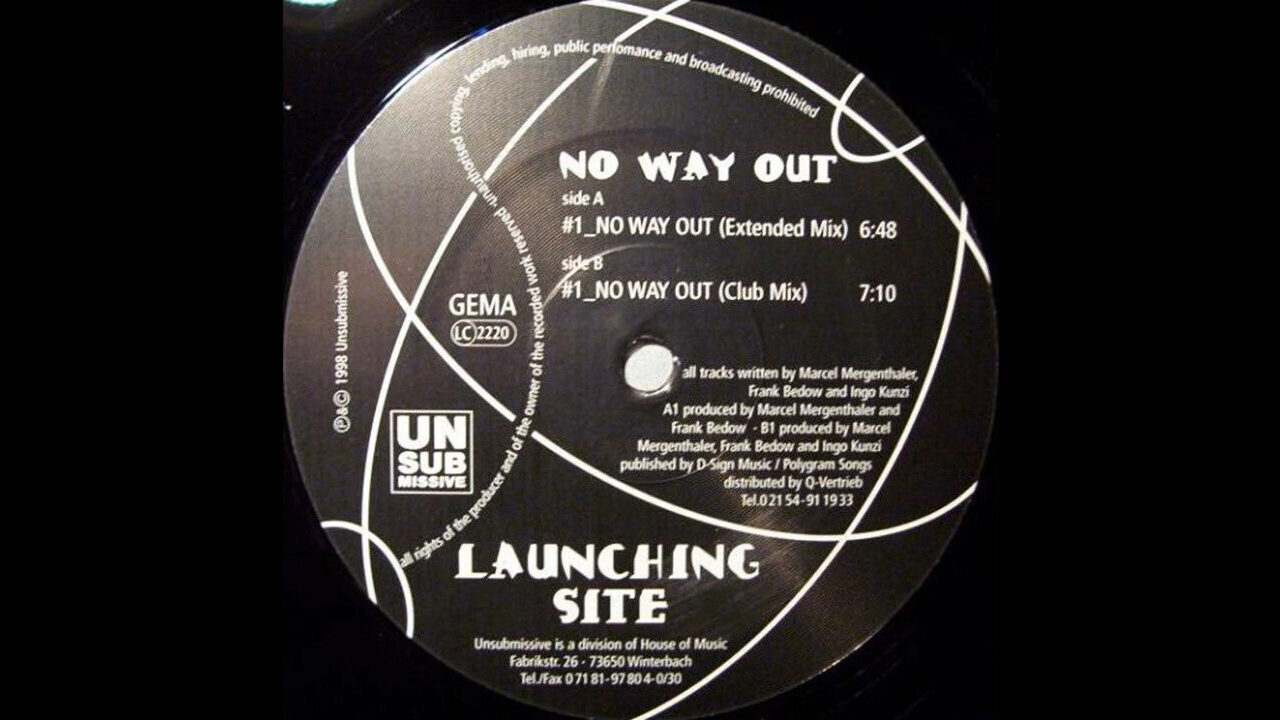 all rights of the producer and of the owner of the recorded work reserved · unauthorised copying, lending, hiring, public perfomance and broadcasting prohibited
NO WAY OUT
side A
#1_NO WAY OUT (Extended Mix) 6:48
side B
#1_NO WAY OUT (Club Mix) 7:10
GEMA
LC 2220
℗&© 1998 Unsubmissive
all tracks written by Marcel Mergenthaler,
Frank Bedow and Ingo Kunzi
A1 produced by Marcel Mergenthaler and
Frank Bedow - B1 produced by Marcel
Mergenthaler, Frank Bedow and Ingo Kunzi
published by D-Sign Music / Polygram Songs
distributed by Q-Vertrieb
Tel.0 21 54 - 91 19 33
UN
SUB
MISSIVE
LAUNCHING
SITE
Unsubmissive is a division of House of Music
Fabrikstr. 26 - 73650 Winterbach
Tel./Fax 0 71 81-97 80 4-0/30